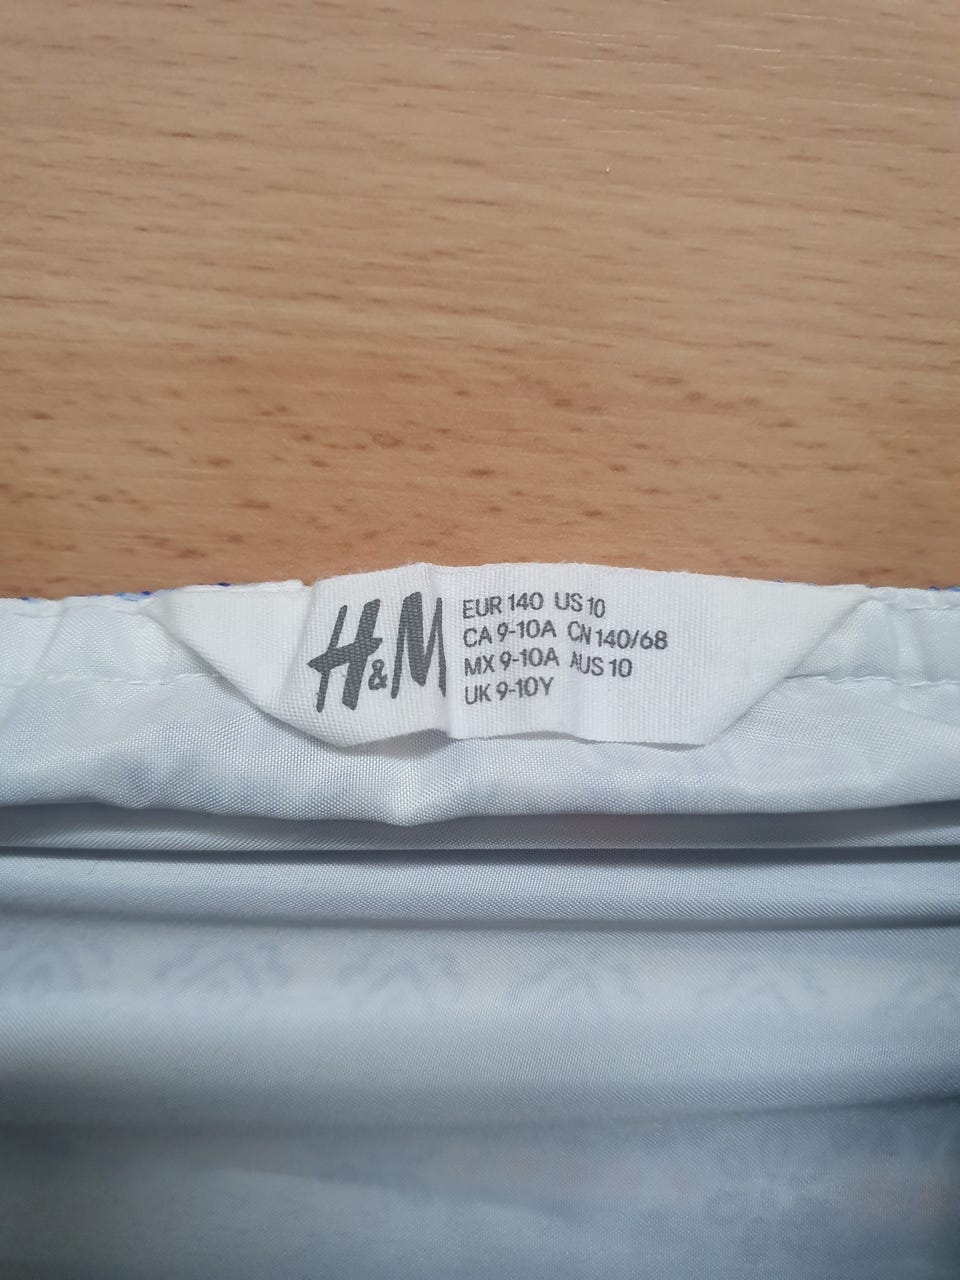 H&M
EUR 140 US 10
CA 9-10A CN 140/68
MX 9-10A AUS 10
UK 9-10Y